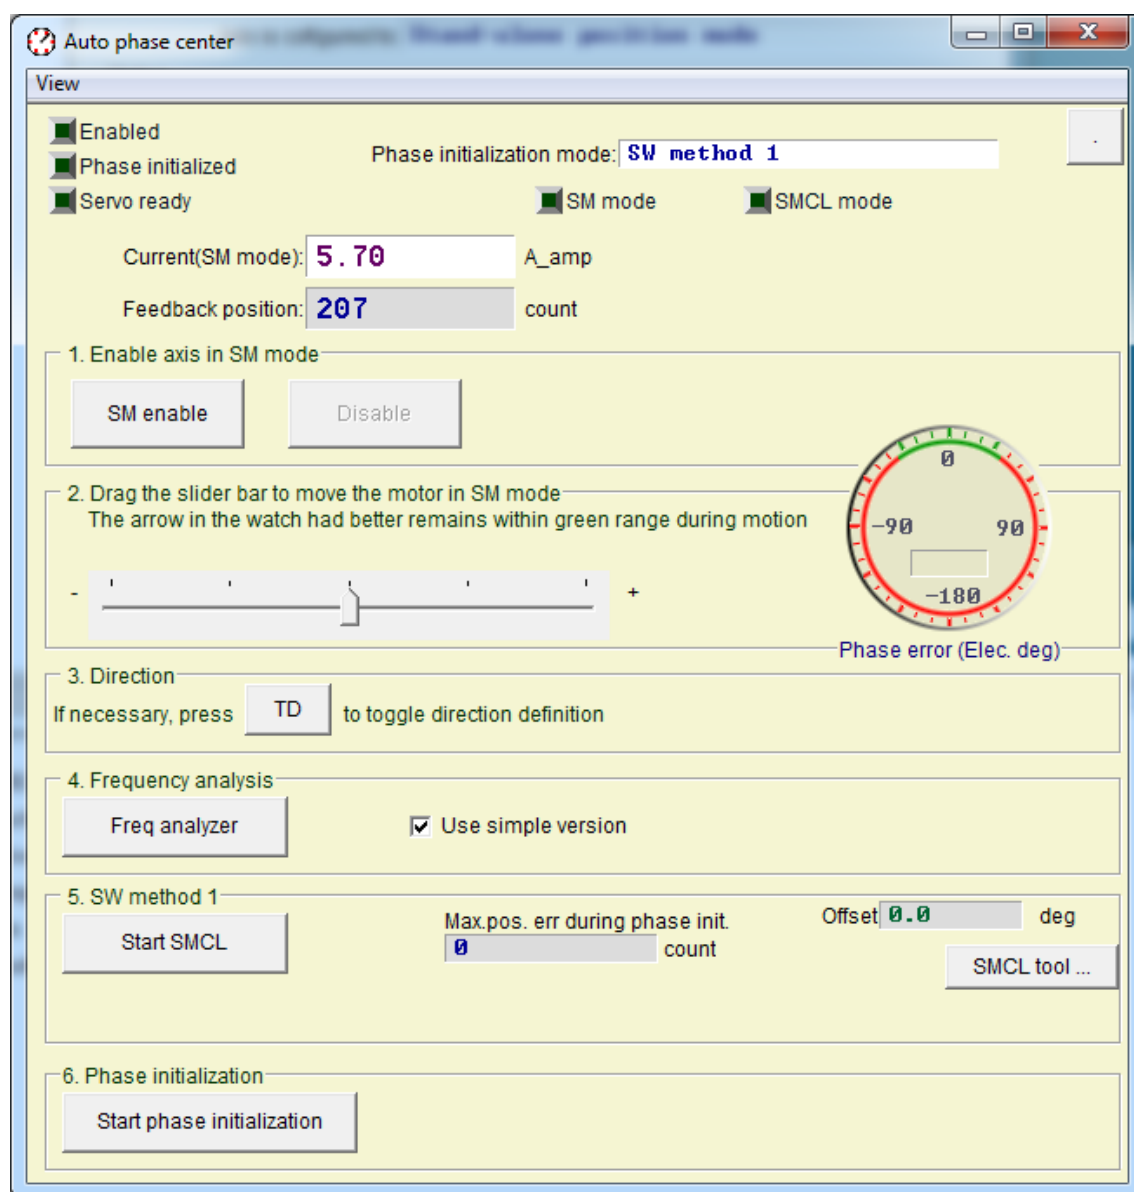 Auto phase center
Stand-alone position mode
View
Enabled
Phase initialized
Servo ready
Phase initialization mode: SW method 1
.
SM mode
SMCL mode
Current(SM mode): 5.70 A_amp
Feedback position: 207 count
1. Enable axis in SM mode
SM enable
Disable
2. Drag the slider bar to move the motor in SM mode
The arrow in the watch had better remains within green range during motion
- +
0
-90 90
-180
Phase error (Elec. deg)
3. Direction
If necessary, press TD to toggle direction definition
4. Frequency analysis
Freq analyzer
Use simple version
5. SW method 1
Start SMCL
Max.pos. err during phase init.
0 count
Offset 0.0 deg
SMCL tool ...
6. Phase initialization
Start phase initialization